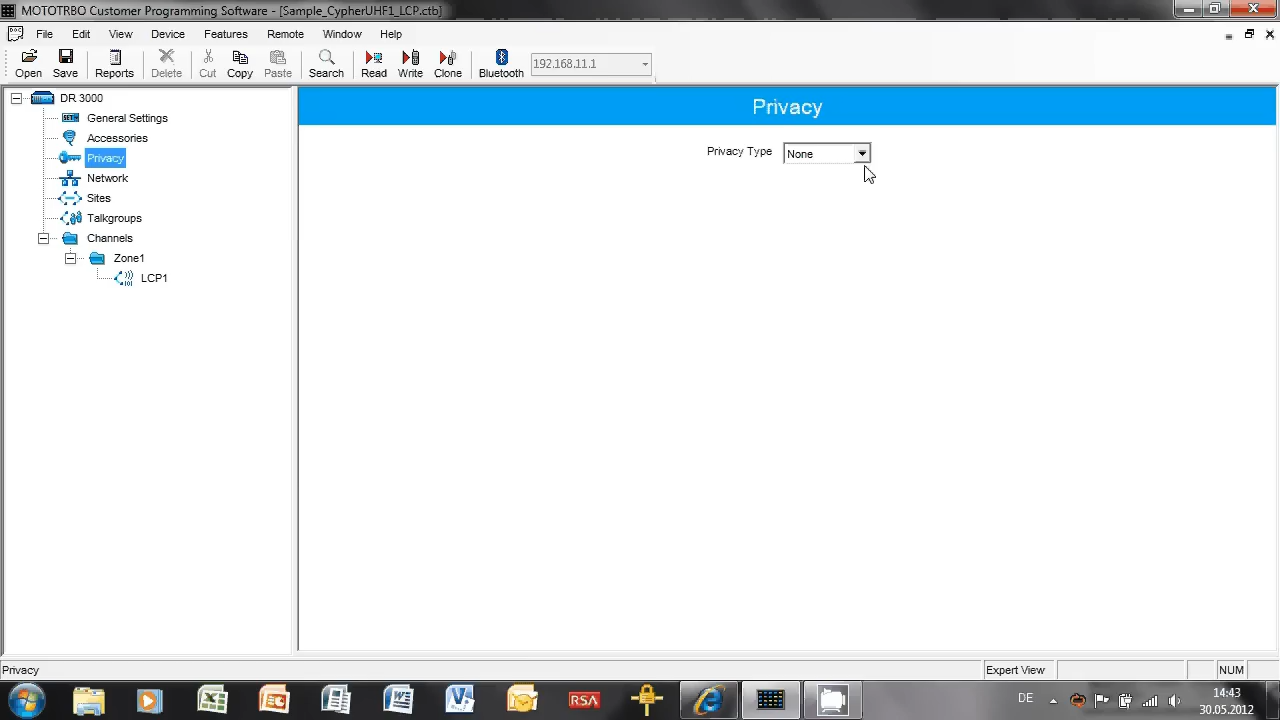 MOTOTRBO Customer Programming Software - [Sample_CypherUHF1_LCP.ctb]
File Edit View Device Features Remote Window Help
Open Save Reports Delete Cut Copy Paste Search Read Write Clone Bluetooth 192.168.11.1
DR 3000
General Settings
Accessories
Privacy
Network
Sites
Talkgroups
Channels
Zone1
LCP1
Privacy
Privacy Type None
Privacy Expert View NUM
RSA DE 14:43
30.05.2012